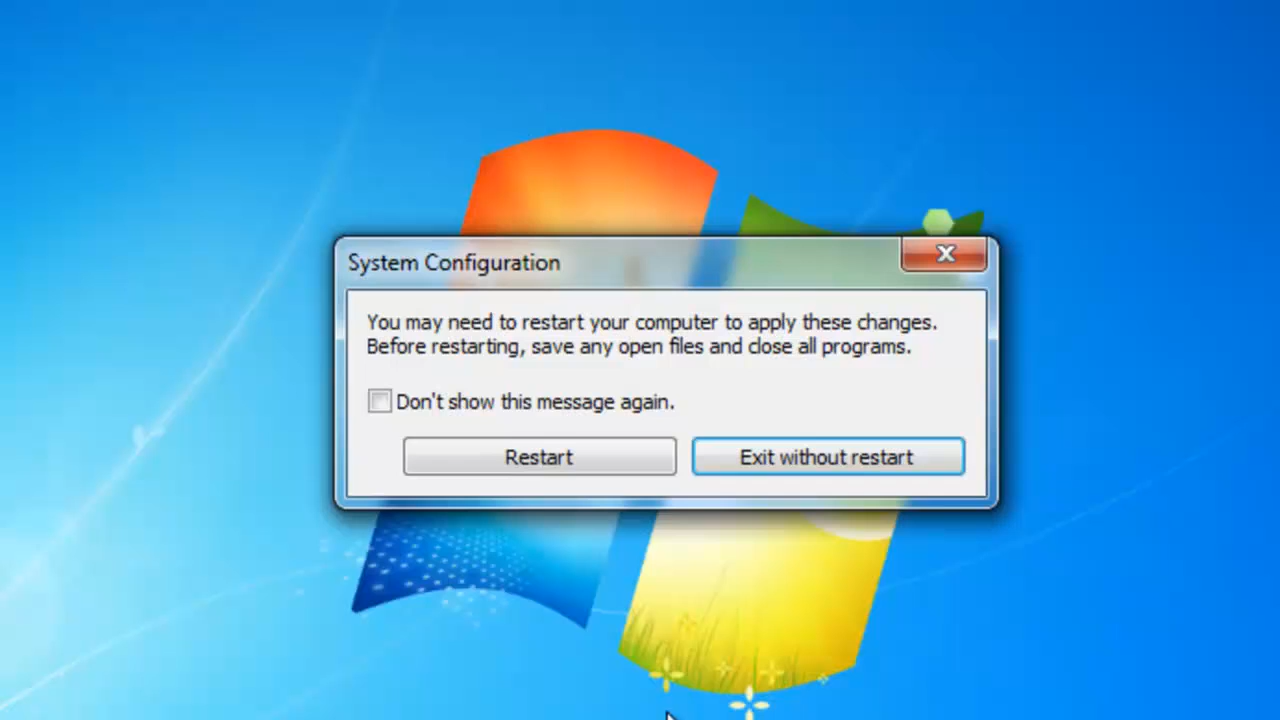 System Configuration
You may need to restart your computer to apply these changes.
Before restarting, save any open files and close all programs.
Don't show this message again.
Restart
Exit without restart